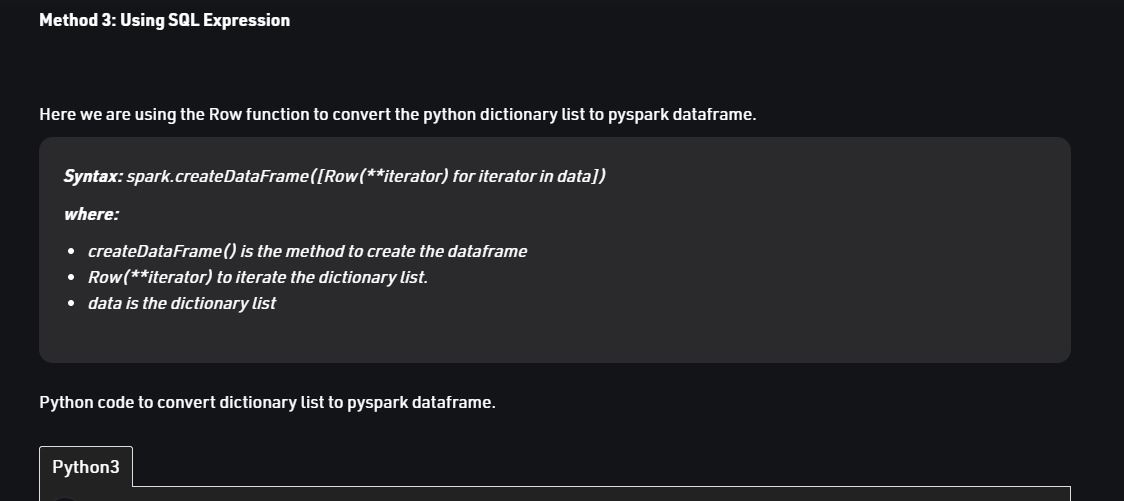 Method 3: Using SQL Expression
Here we are using the Row function to convert the python dictionary list to pyspark dataframe.
Syntax: spark.createDataFrame([Row(**iterator) for iterator in data])
where:
• createDataFrame() is the method to create the dataframe
• Row(**iterator) to iterate the dictionary list.
• data is the dictionary list
Python code to convert dictionary list to pyspark dataframe.
Python3